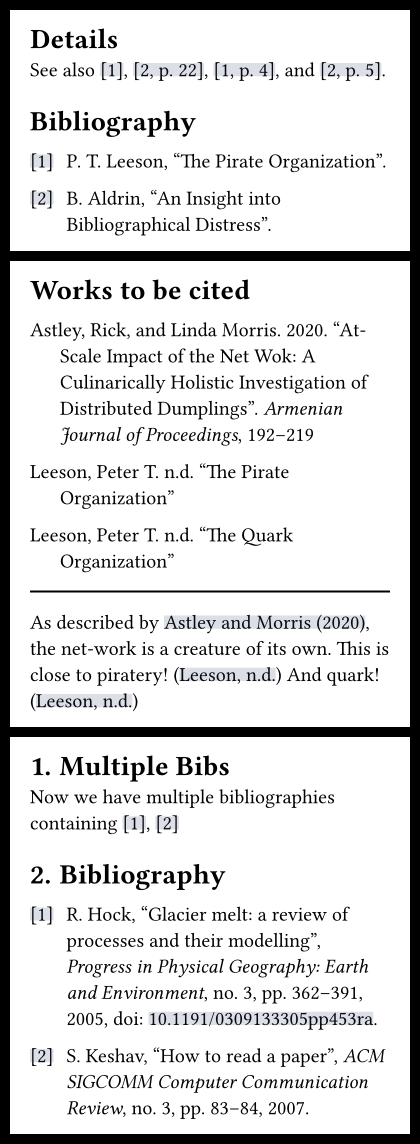 Details
See also [1], [2, p. 22], [1, p. 4], and [2, p. 5].
Bibliography
[1] P. T. Leeson, “The Pirate Organization”.
[2] B. Aldrin, “An Insight into
Bibliographical Distress”.
Works to be cited
Astley, Rick, and Linda Morris. 2020. “At-
Scale Impact of the Net Wok: A
Culinarically Holistic Investigation of
Distributed Dumplings”. Armenian
Journal of Proceedings, 192–219
Leeson, Peter T. n.d. “The Pirate
Organization”
Leeson, Peter T. n.d. “The Quark
Organization”
As described by Astley and Morris (2020),
the net-work is a creature of its own. This is
close to piratery! (Leeson, n.d.) And quark!
(Leeson, n.d.)
1. Multiple Bibs
Now we have multiple bibliographies
containing [1], [2]
2. Bibliography
[1] R. Hock, “Glacier melt: a review of
processes and their modelling”,
Progress in Physical Geography: Earth
and Environment, no. 3, pp. 362–391,
2005, doi: 10.1191/0309133305pp453ra.
[2] S. Keshav, “How to read a paper”, ACM
SIGCOMM Computer Communication
Review, no. 3, pp. 83–84, 2007.